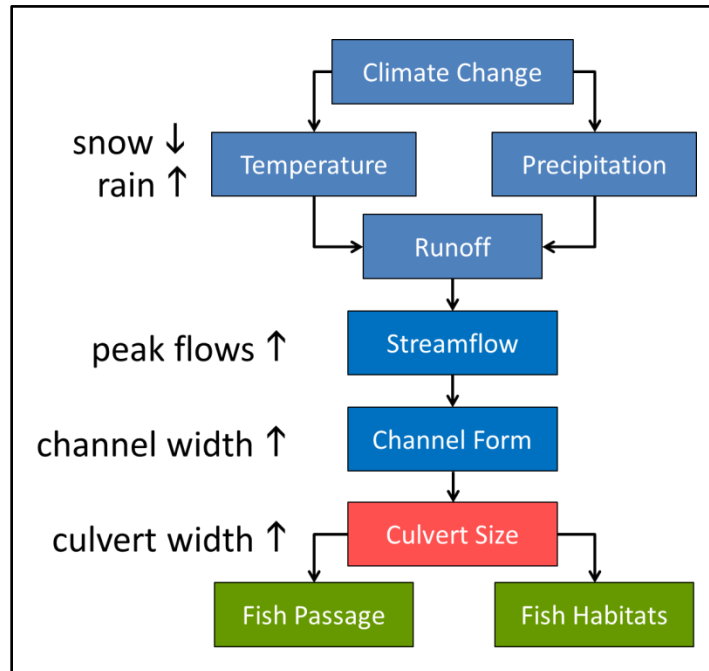 Climate Change
snow ↓
rain ↑
Temperature
Precipitation
Runoff
peak flows ↑
Streamflow
channel width ↑
Channel Form
culvert width ↑
Culvert Size
Fish Passage
Fish Habitats